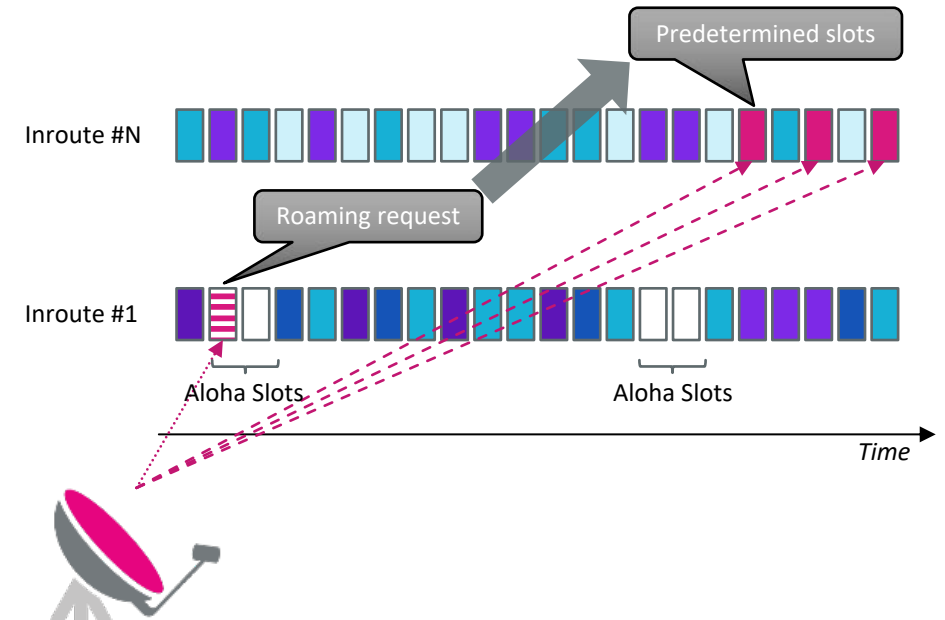 Predetermined slots
Inroute #N
Roaming request
Inroute #1
Aloha Slots
Aloha Slots
Time